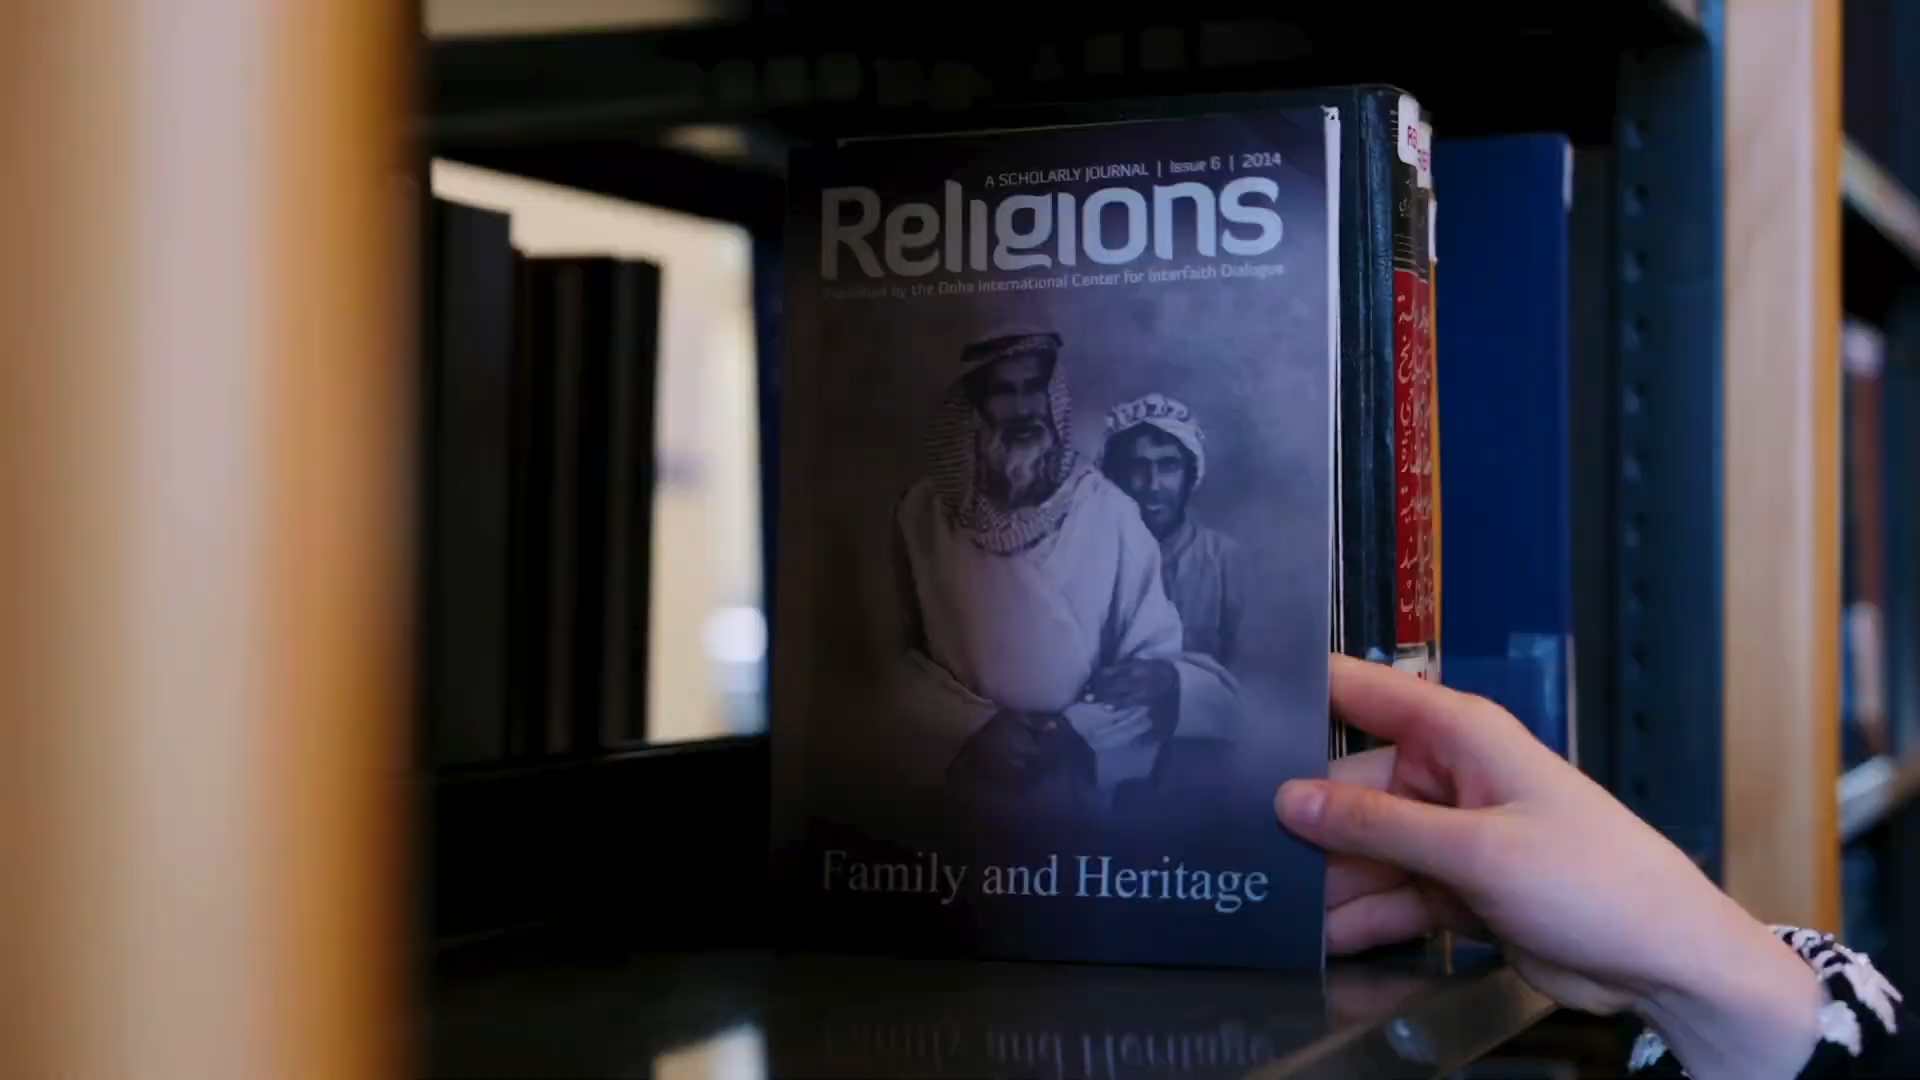 A SCHOLARLY JOURNAL | Issue 6 | 2014
Religions
Published by the Doha International Center for Interfaith Dialogue
Family and Heritage